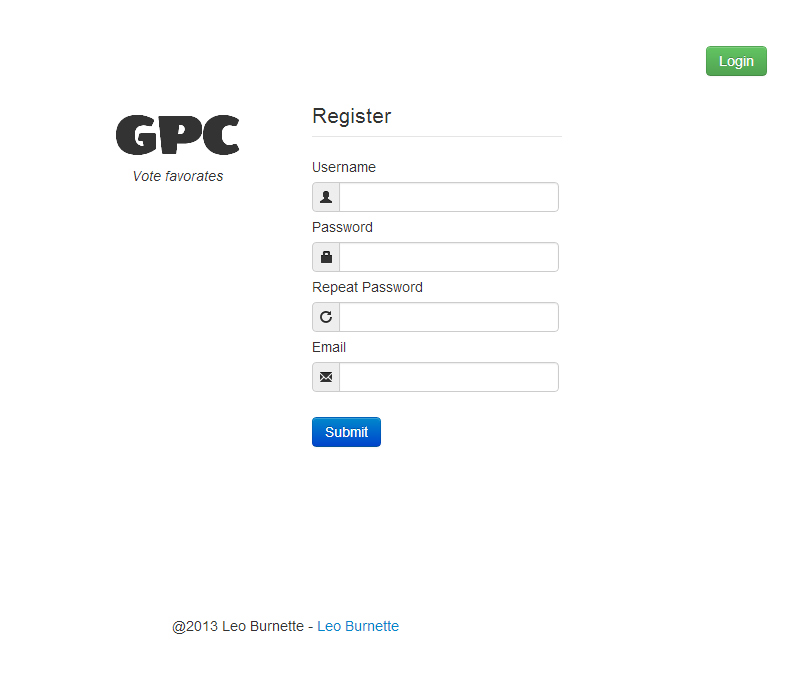 Login
GPC
Vote favorates
Register
Username
Password
Repeat Password
Email
Submit
@2013 Leo Burnette - Leo Burnette